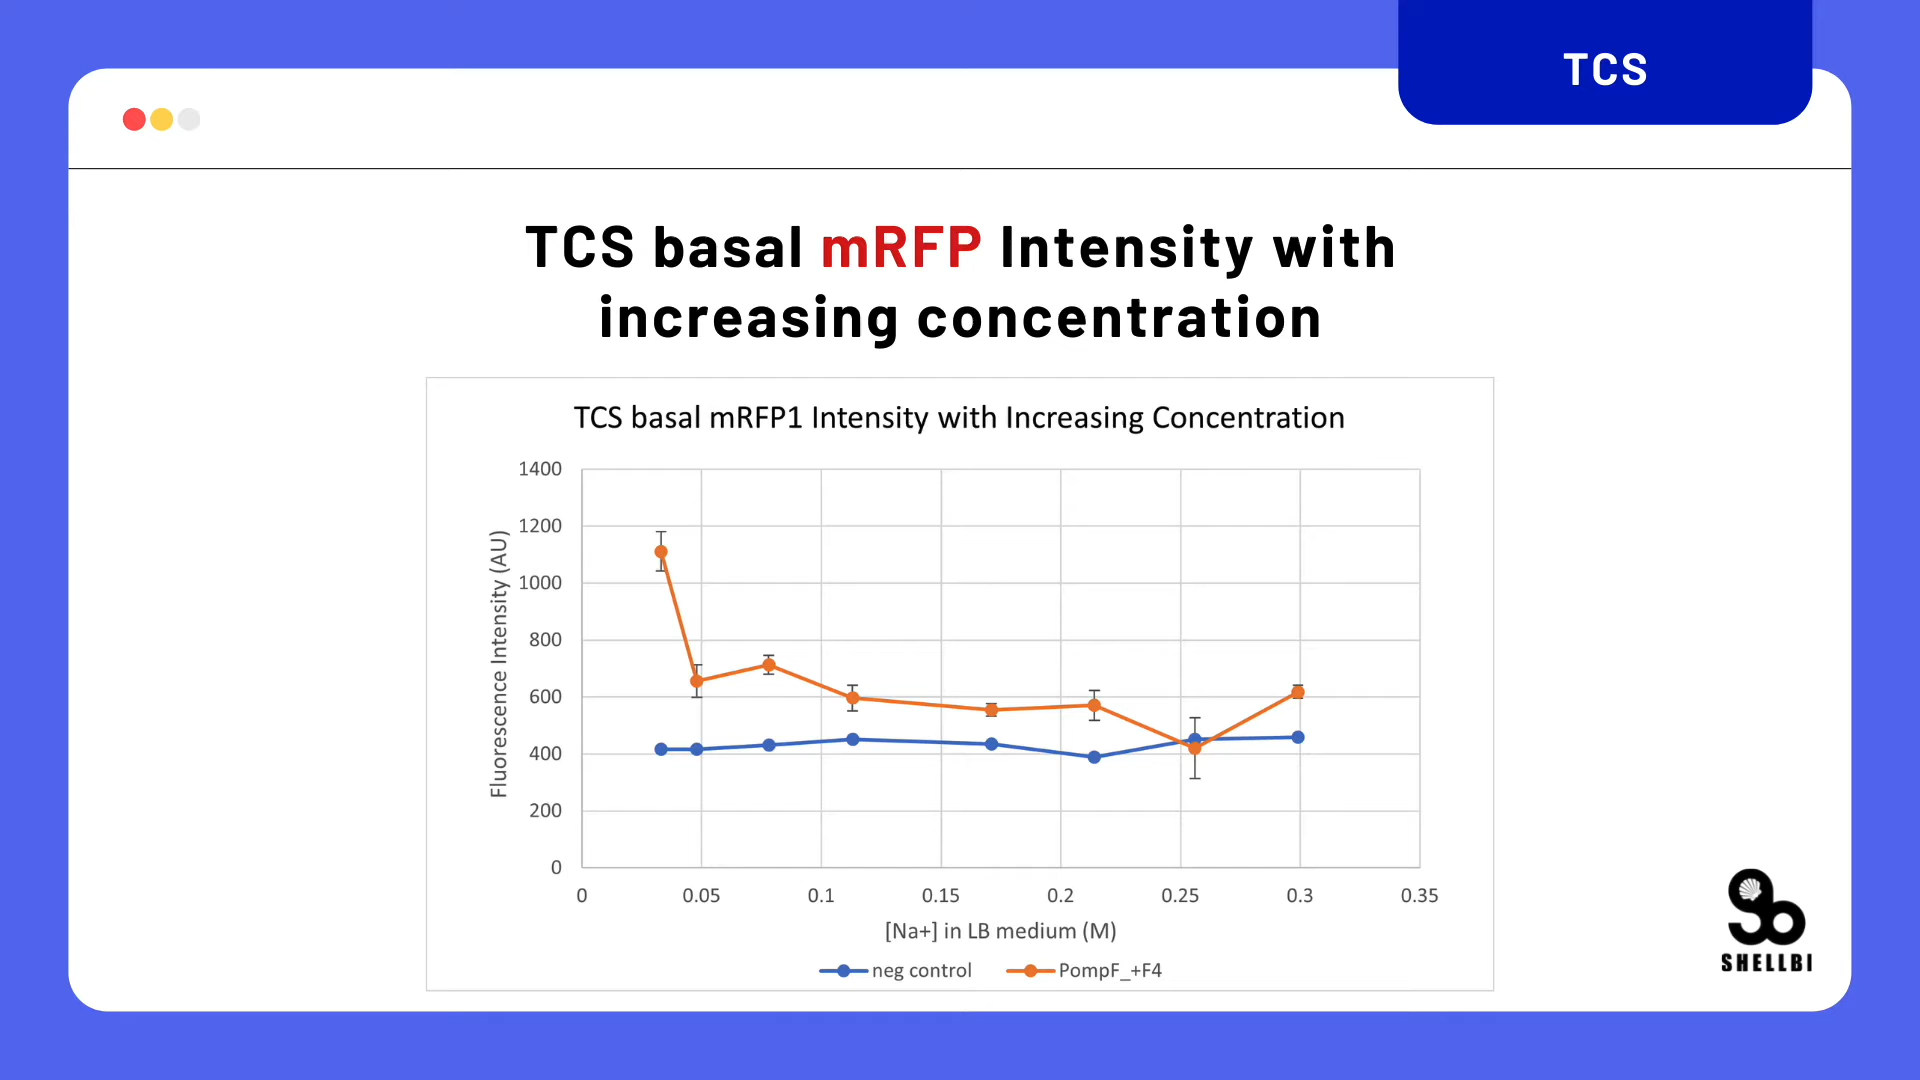 TCS
TCS basal mRFP Intensity with
increasing concentration
TCS basal mRFP1 Intensity with Increasing Concentration
Fluorescence Intensity (AU)
1400
1200
1000
800
600
400
200
0
0 0.05 0.1 0.15 0.2 0.25 0.3 0.35
[Na+] in LB medium (M)
neg control PompF_+F4
SHELLBI